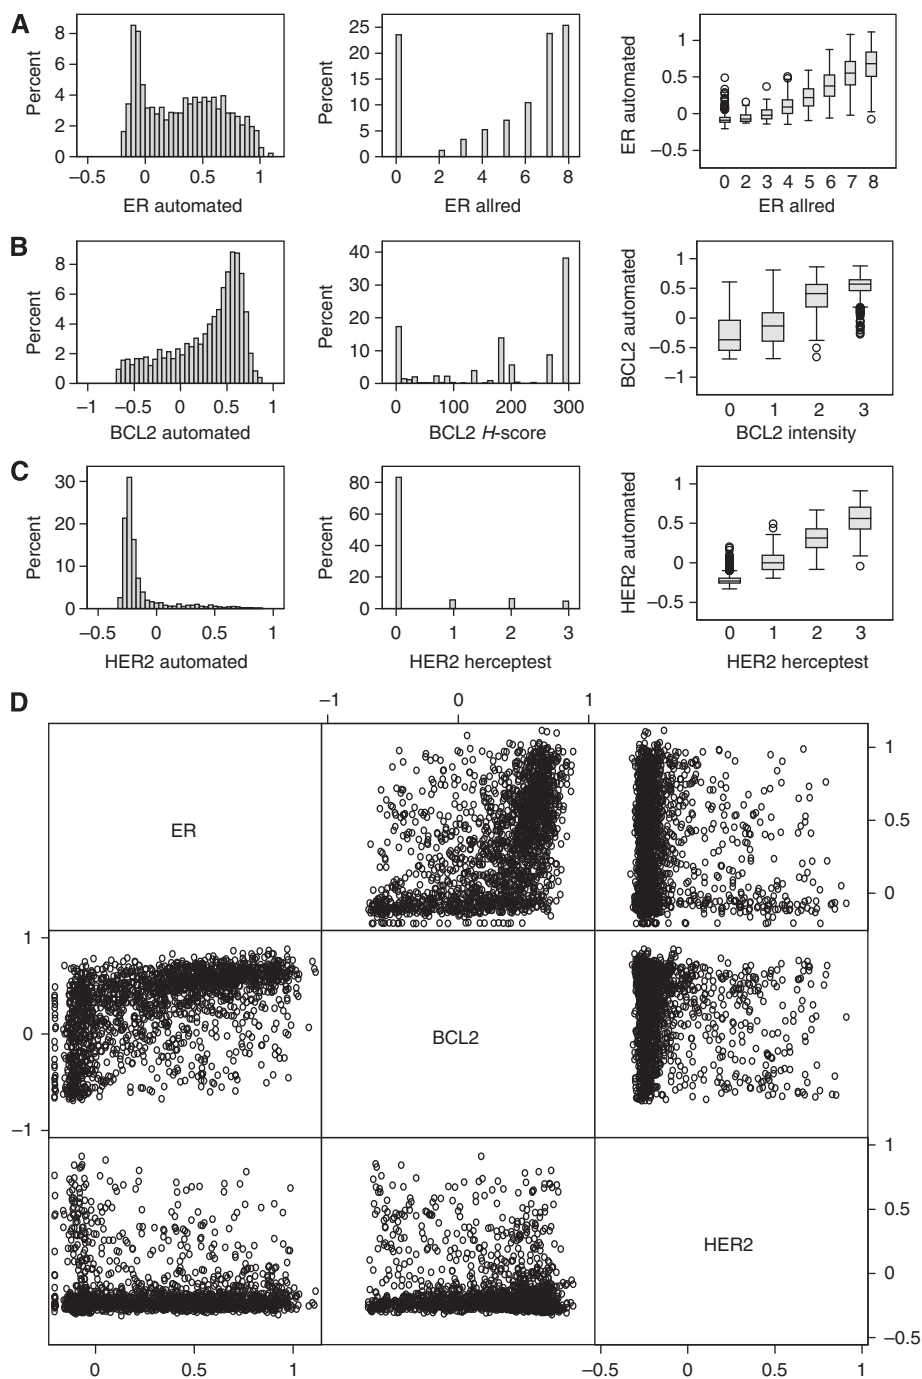 A
Percent
8
6
4
2
0
−0.5 0 0.5 1
ER automated
Percent
25
20
15
10
5
0
0 2 4 6 8
ER allred
ER automated
1
0.5
0
−0.5
0 2 3 4 5 6 7 8
ER allred
B
Percent
8
6
4
2
0
−1 −0.5 0 0.5 1
BCL2 automated
Percent
40
30
20
10
0
0 100 200 300
BCL2 H-score
BCL2 automated
1
0.5
0
−0.5
−1
0 1 2 3
BCL2 intensity
C
Percent
30
20
10
0
−0.5 0 0.5 1
HER2 automated
Percent
80
60
40
20
0
0 1 2 3
HER2 herceptest
HER2 automated
1
0.5
0
−0.5
0 1 2 3
HER2 herceptest
D
−1 0 1
ER
1
0.5
0
1
0
−1
BCL2
HER2
1
0.5
0
−0.5
0 0.5 1
−0.5 0 0.5 1